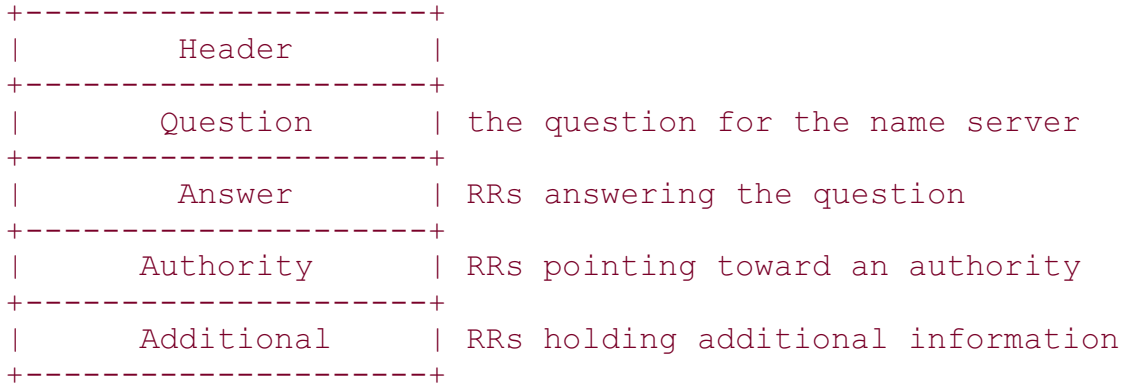 +---------------------+
|        Header       |
+---------------------+
|       Question      | the question for the name server
+---------------------+
|        Answer       | RRs answering the question
+---------------------+
|      Authority      | RRs pointing toward an authority
+---------------------+
|      Additional     | RRs holding additional information
+---------------------+